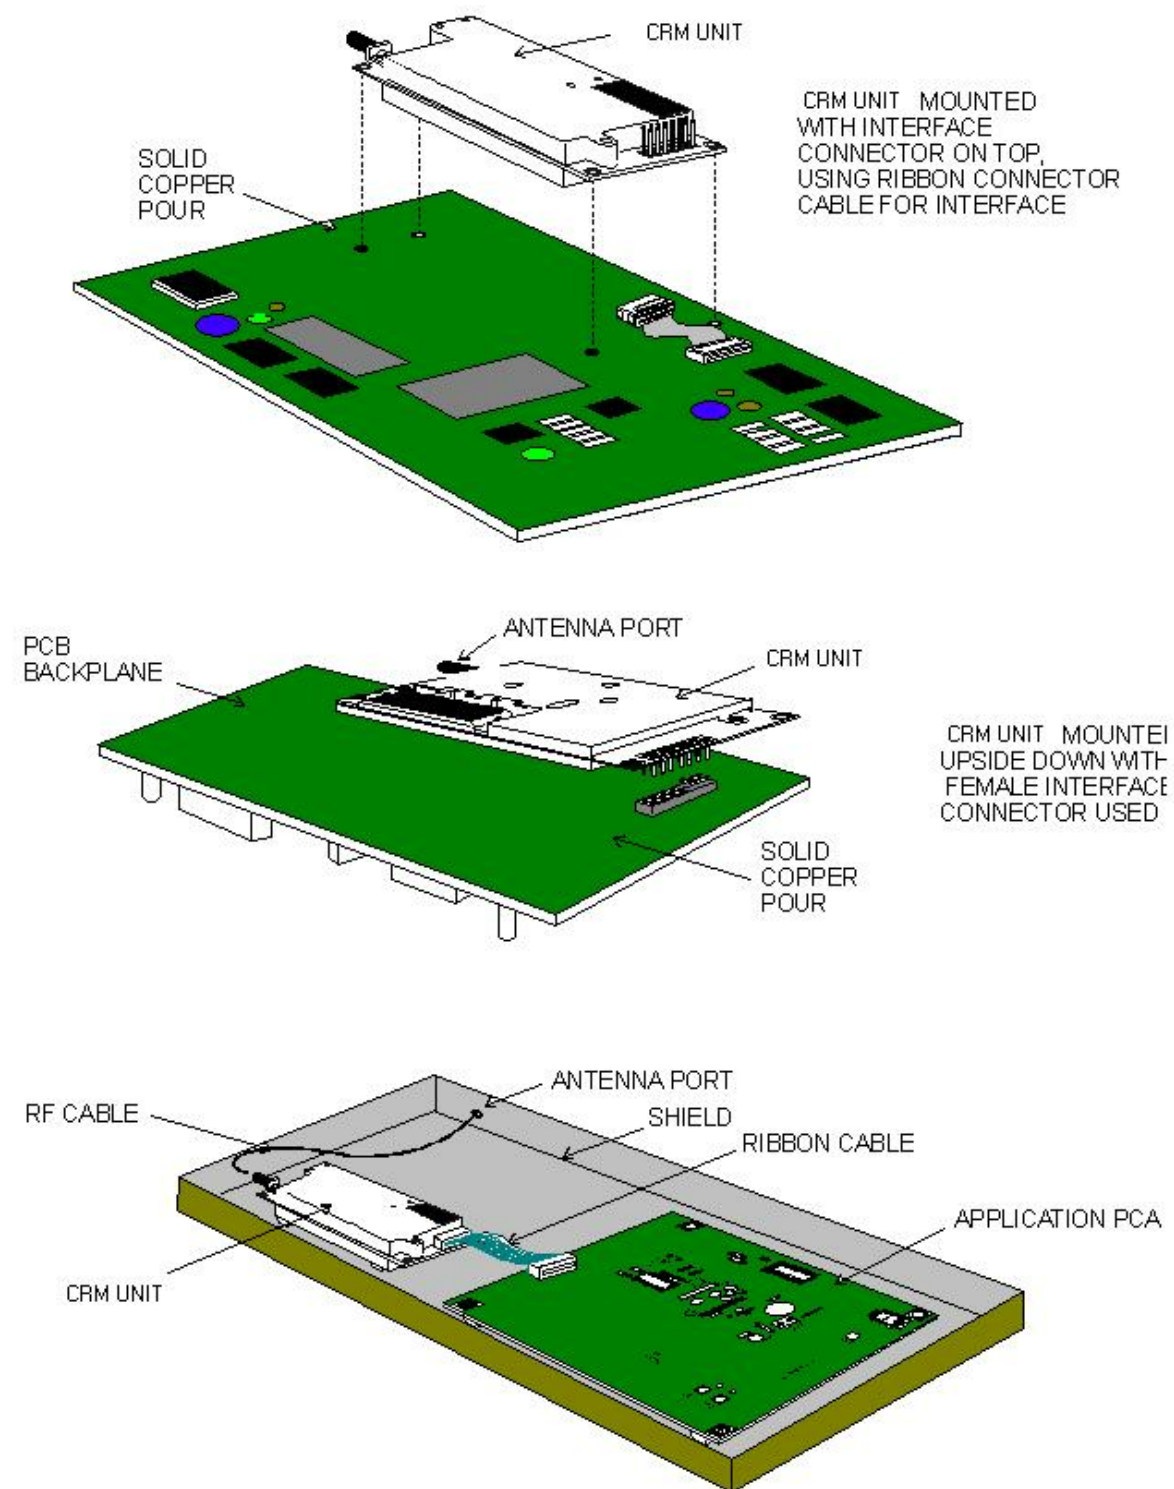 CRM UNIT
CRM UNIT MOUNTED
WITH INTERFACE
CONNECTOR ON TOP,
USING RIBBON CONNECTOR
CABLE FOR INTERFACE
SOLID
COPPER
POUR
ANTENNA PORT
PCB
BACKPLANE
CRM UNIT
CRM UNIT MOUNTE
UPSIDE DOWN WITH
FEMALE INTERFACE
CONNECTOR USED
SOLID
COPPER
POUR
ANTENNA PORT
RF CABLE
SHIELD
RIBBON CABLE
APPLICATION PCA
CRM UNIT